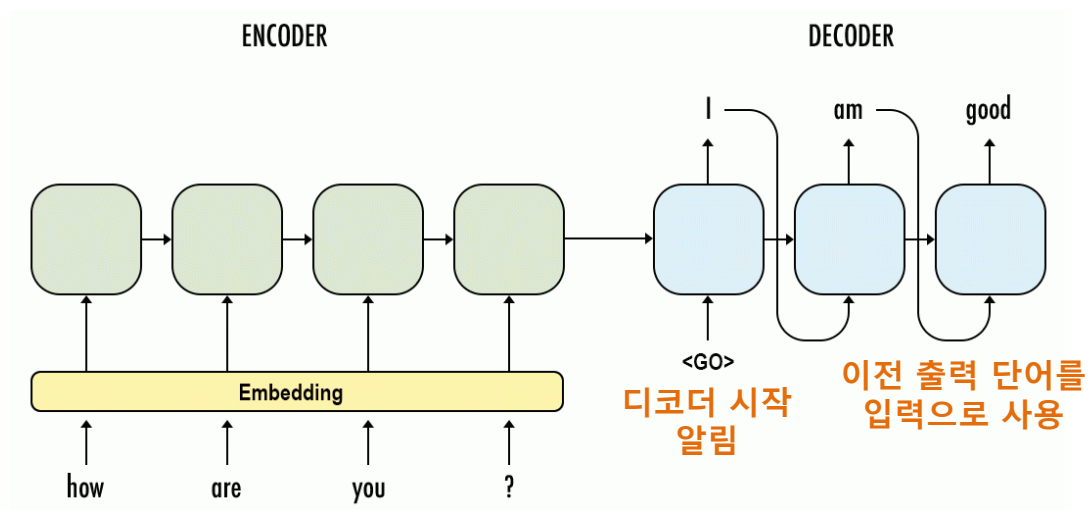 ENCODER
DECODER
I am good
<GO>
Embedding
디코더 시작
알림
이전 출력 단어를
입력으로 사용
how are you ?